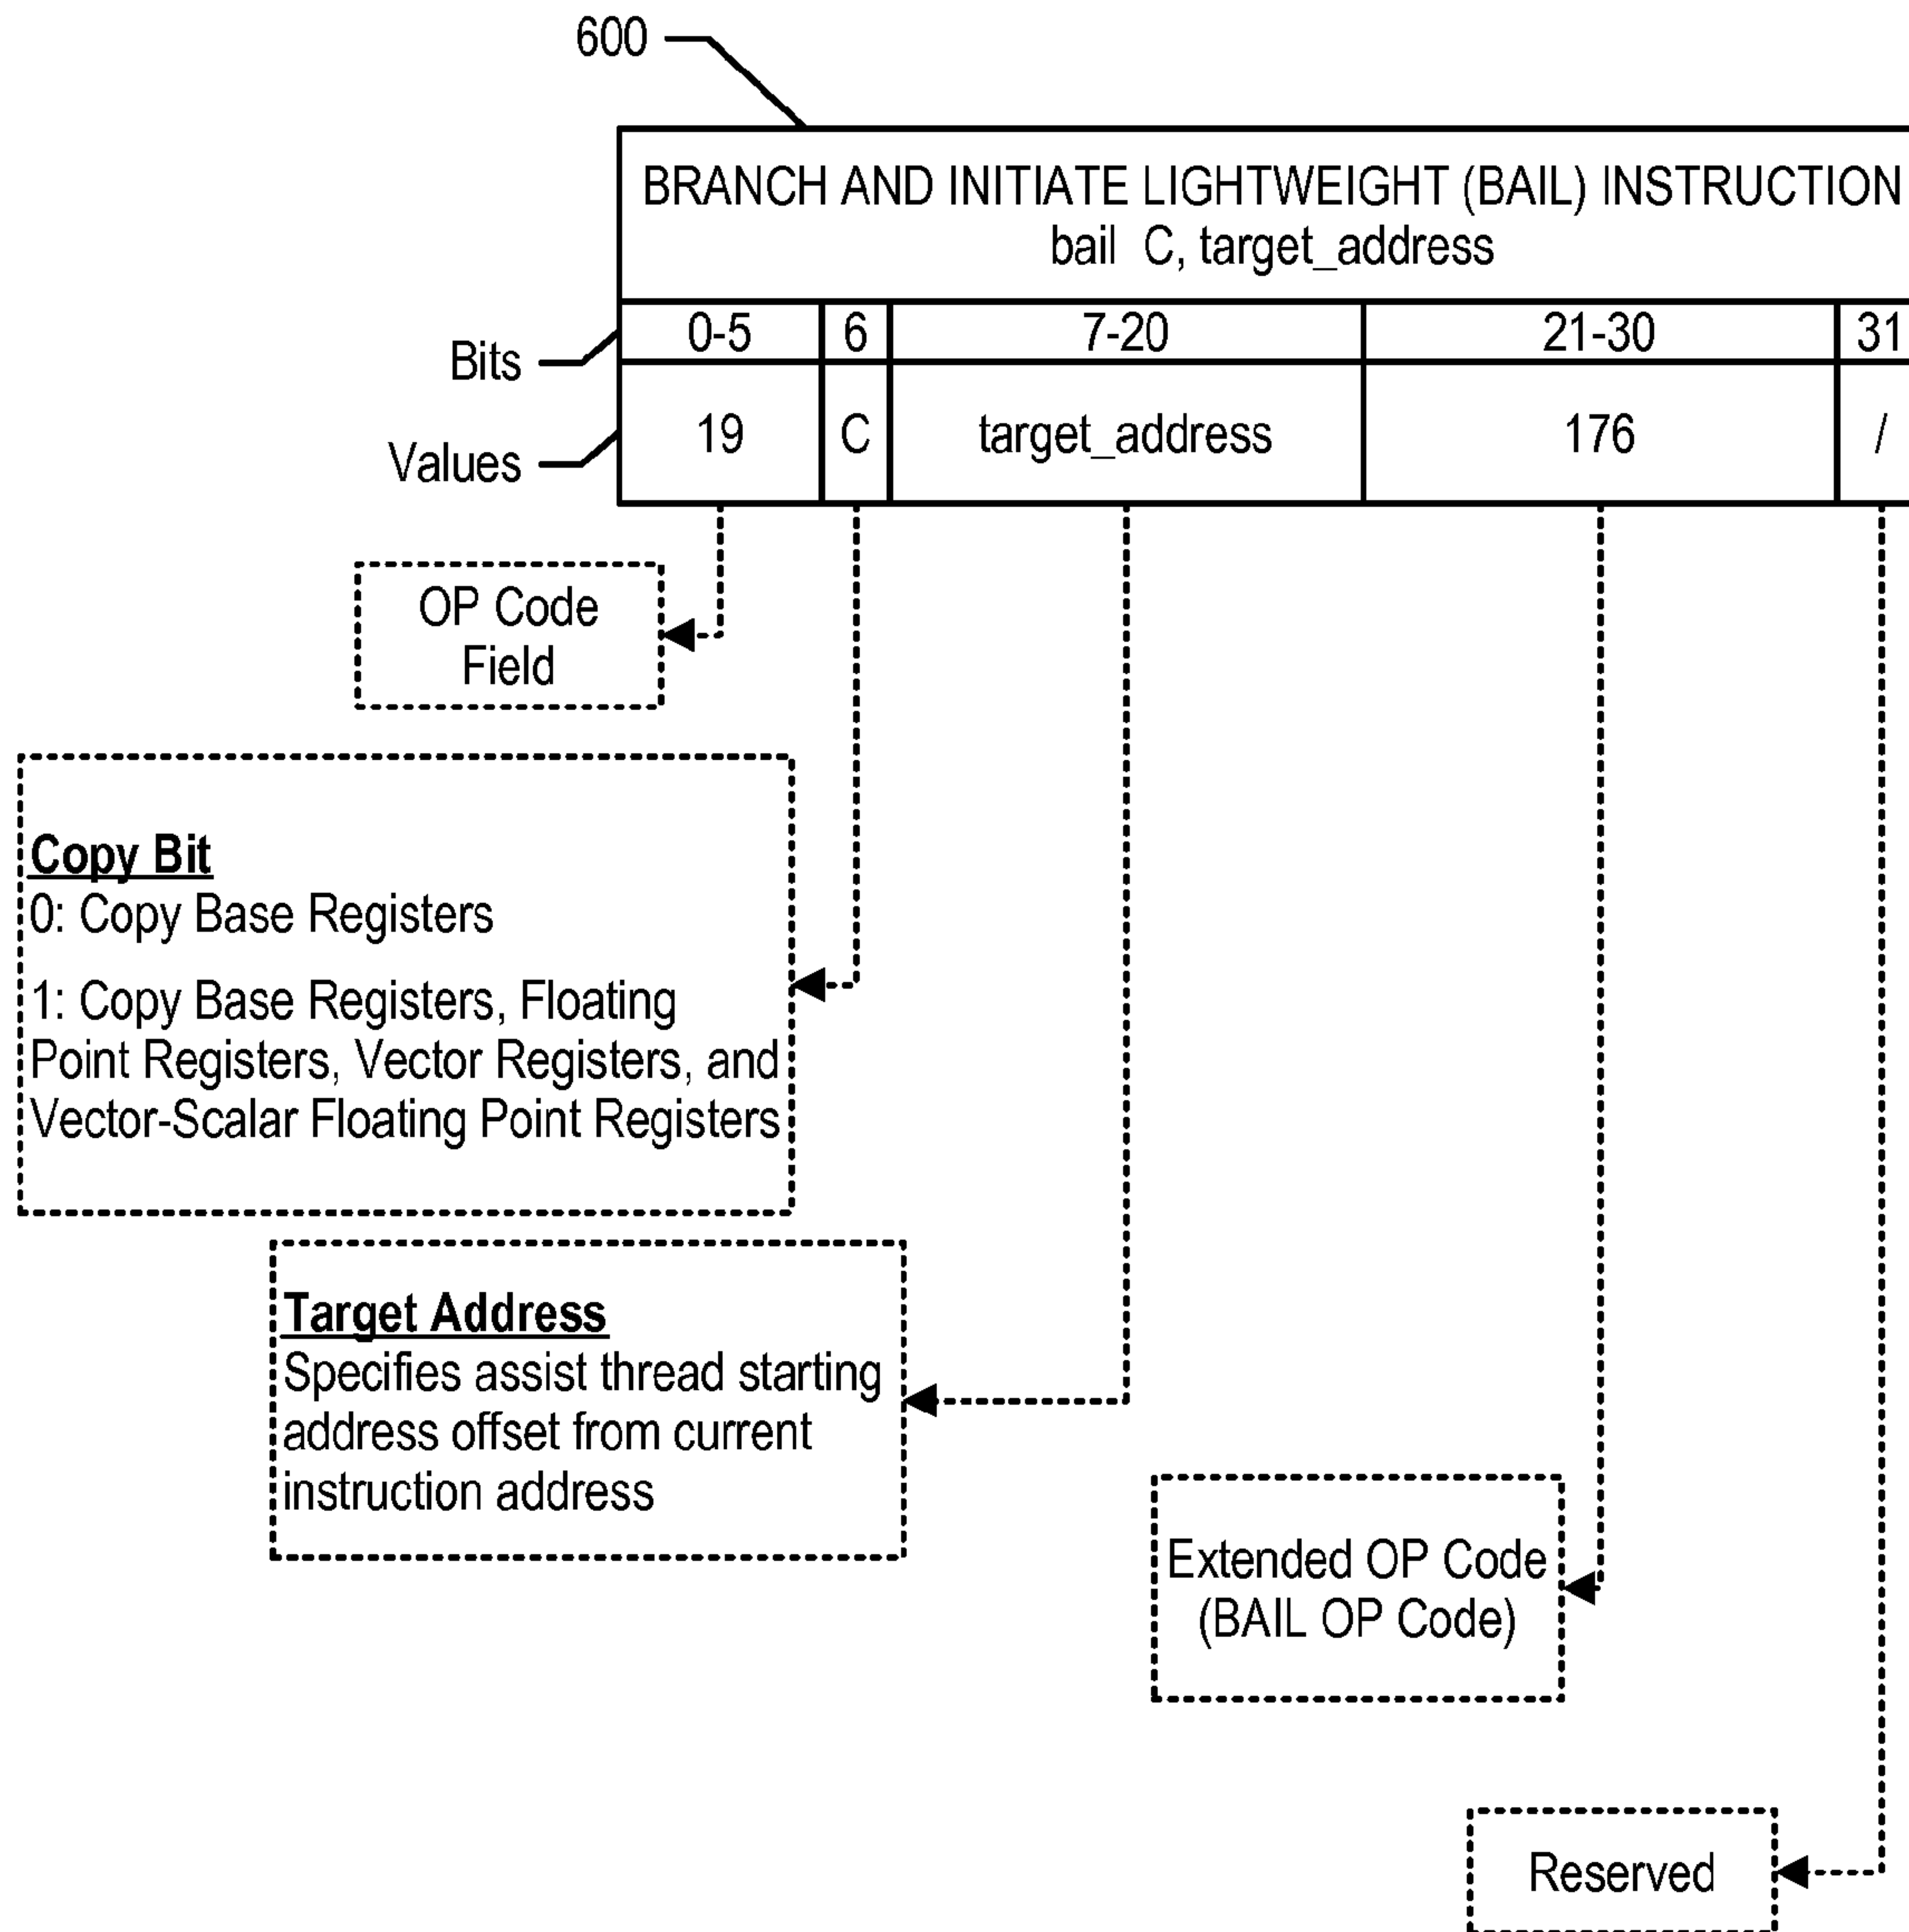 600
BRANCH AND INITIATE LIGHTWEIGHT (BAIL) INSTRUCTION
bail C, target_address
Bits
0-5 6 7-20 21-30 31
Values
19 C target_address 176 /
OP Code
Field
Copy Bit
0: Copy Base Registers
1: Copy Base Registers, Floating
Point Registers, Vector Registers, and
Vector-Scalar Floating Point Registers
Target Address
Specifies assist thread starting
address offset from current
instruction address
Extended OP Code
(BAIL OP Code)
Reserved